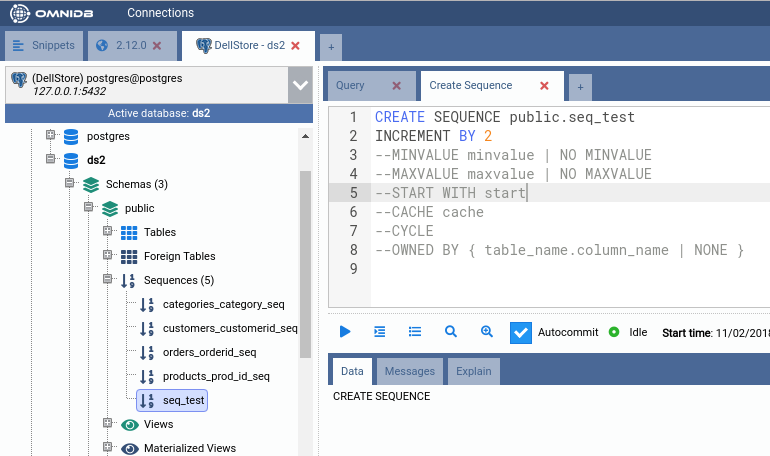 OMNIDB Connections
Snippets 2.12.0 DellStore - ds2 +
(DellStore) postgres@postgres
127.0.0.1:5432
Active database: ds2
postgres
ds2
Schemas (3)
public
Tables
Foreign Tables
Sequences (5)
categories_category_seq
customers_customerid_seq
orders_orderid_seq
products_prod_id_seq
seq_test
Views
Materialized Views
Query Create Sequence +
1 CREATE SEQUENCE public.seq_test
2 INCREMENT BY 2
3 --MINVALUE minvalue | NO MINVALUE
4 --MAXVALUE maxvalue | NO MAXVALUE
5 --START WITH start
6 --CACHE cache
7 --CYCLE
8 --OWNED BY { table_name.column_name | NONE }
9
Autocommit Idle Start time: 11/02/2018
Data Messages Explain
CREATE SEQUENCE